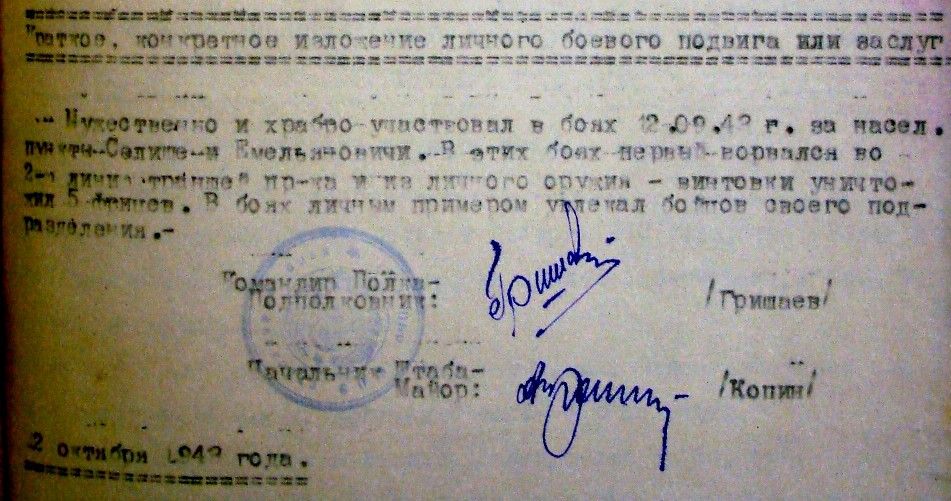 Краткое, конкретное изложение личного боевого подвига или заслуг
Мужественно и храбро участвовал в боях 12.09.43 г. за насел.
пункты Селище и Емельяновичи. В этих боях первый ворвался во
2-ю линию траншей пр-ка и из личного оружия - винтовки уничто-
жил 5 фрицев. В боях личным примером увлекал бойцов своего под-
разделения.-
Командир Полка-
Подполковник:
/Гришаев/
Начальник Штаба-
Майор:
/Копин/
2 октября 1943 года.